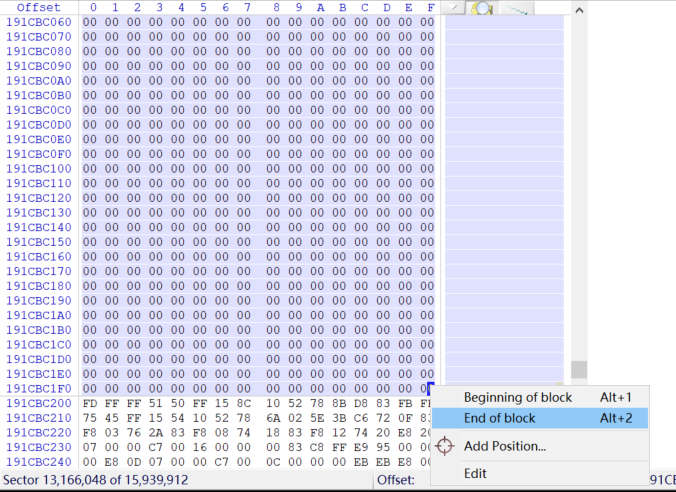 Offset 0 1 2 3 4 5 6 7 8 9 A B C D E F
191CBC060 00 00 00 00 00 00 00 00 00 00 00 00 00 00 00 00
191CBC070 00 00 00 00 00 00 00 00 00 00 00 00 00 00 00 00
191CBC080 00 00 00 00 00 00 00 00 00 00 00 00 00 00 00 00
191CBC090 00 00 00 00 00 00 00 00 00 00 00 00 00 00 00 00
191CBC0A0 00 00 00 00 00 00 00 00 00 00 00 00 00 00 00 00
191CBC0B0 00 00 00 00 00 00 00 00 00 00 00 00 00 00 00 00
191CBC0C0 00 00 00 00 00 00 00 00 00 00 00 00 00 00 00 00
191CBC0D0 00 00 00 00 00 00 00 00 00 00 00 00 00 00 00 00
191CBC0E0 00 00 00 00 00 00 00 00 00 00 00 00 00 00 00 00
191CBC0F0 00 00 00 00 00 00 00 00 00 00 00 00 00 00 00 00
191CBC100 00 00 00 00 00 00 00 00 00 00 00 00 00 00 00 00
191CBC110 00 00 00 00 00 00 00 00 00 00 00 00 00 00 00 00
191CBC120 00 00 00 00 00 00 00 00 00 00 00 00 00 00 00 00
191CBC130 00 00 00 00 00 00 00 00 00 00 00 00 00 00 00 00
191CBC140 00 00 00 00 00 00 00 00 00 00 00 00 00 00 00 00
191CBC150 00 00 00 00 00 00 00 00 00 00 00 00 00 00 00 00
191CBC160 00 00 00 00 00 00 00 00 00 00 00 00 00 00 00 00
191CBC170 00 00 00 00 00 00 00 00 00 00 00 00 00 00 00 00
191CBC180 00 00 00 00 00 00 00 00 00 00 00 00 00 00 00 00
191CBC190 00 00 00 00 00 00 00 00 00 00 00 00 00 00 00 00
191CBC1A0 00 00 00 00 00 00 00 00 00 00 00 00 00 00 00 00
191CBC1B0 00 00 00 00 00 00 00 00 00 00 00 00 00 00 00 00
191CBC1C0 00 00 00 00 00 00 00 00 00 00 00 00 00 00 00 00
191CBC1D0 00 00 00 00 00 00 00 00 00 00 00 00 00 00 00 00
191CBC1E0 00 00 00 00 00 00 00 00 00 00 00 00 00 00 00 00
191CBC1F0 00 00 00 00 00 00 00 00 00 00 00 00 00 00 00 0
191CBC200 FD FF FF 51 50 FF 15 8C 10 52 78 8B D8 83 FB F
191CBC210 75 45 FF 15 54 10 52 78 6A 02 5E 3B C6 72 0F 8
191CBC220 F8 03 76 2A 83 F8 08 74 18 83 F8 12 74 20 E8 2
191CBC230 07 00 00 C7 00 16 00 00 00 83 C8 FF E9 95 00 00
191CBC240 00 E8 0D 07 00 00 C7 00 0C 00 00 00 EB EB E8
Beginning of block Alt+1
End of block Alt+2
Add Position...
Edit
Sector 13,166,048 of 15,939,912 Offset: 91C